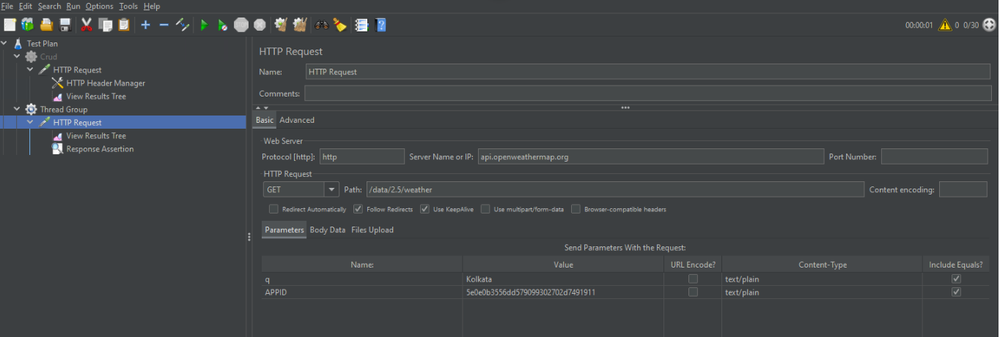 File Edit Search Run Options Tools Help
00:00:01 0 0/30
Test Plan
Crud
HTTP Request
HTTP Header Manager
View Results Tree
Thread Group
HTTP Request
View Results Tree
Response Assertion
HTTP Request
Name: HTTP Request
Comments:
Basic Advanced
Web Server
Protocol [http]: http Server Name or IP: api.openweathermap.org Port Number:
HTTP Request
GET Path: /data/2.5/weather Content encoding:
Redirect Automatically Follow Redirects Use KeepAlive Use multipart/form-data Browser-compatible headers
Parameters Body Data Files Upload
Send Parameters With the Request:
Name: Value URL Encode? Content-Type Include Equals?
q Kolkata text/plain
APPID 5e0e0b3556dd579099302702d7491911 text/plain